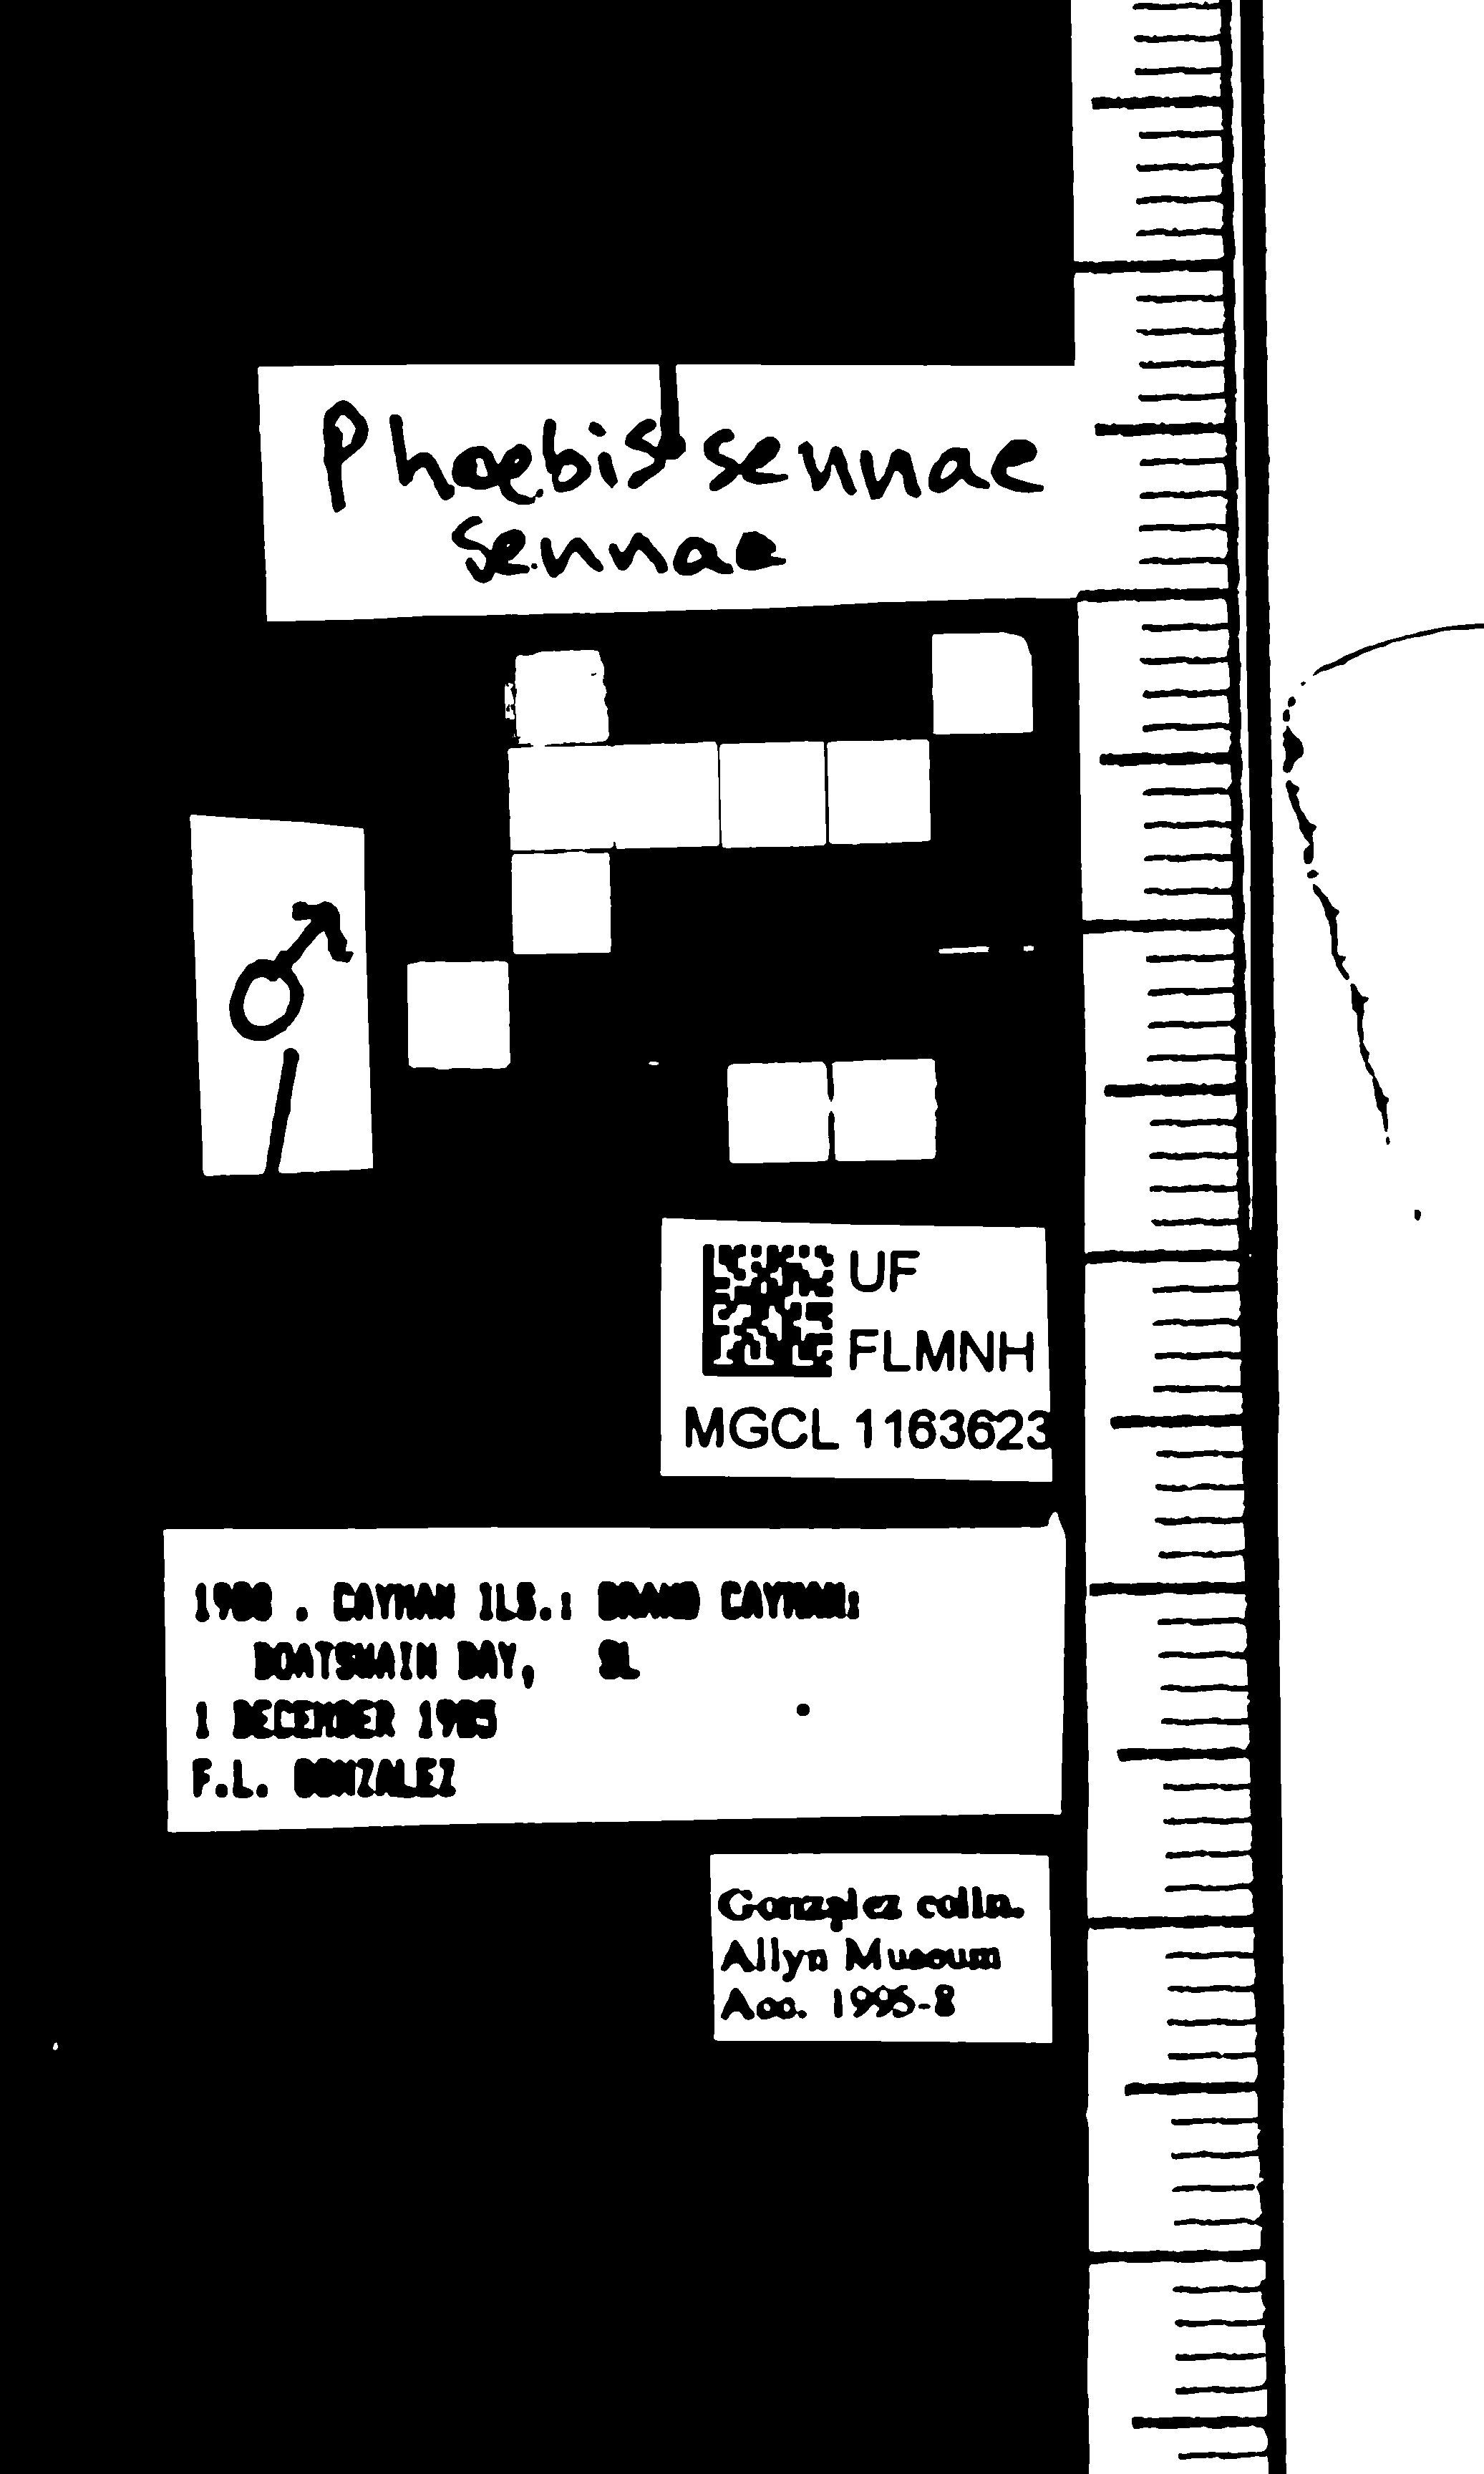 Phoebis sennae
sennae
♂
UF
FLMNH
MGCL 1163623
CAYMAN ILS.: GRAND CAYMAN:
BOATSWAIN BAY, SL
1 DECEMBER 1985
F.L. GONZALEZ
Gonzalez colln.
Allyn Museum
Acc. 1995-8